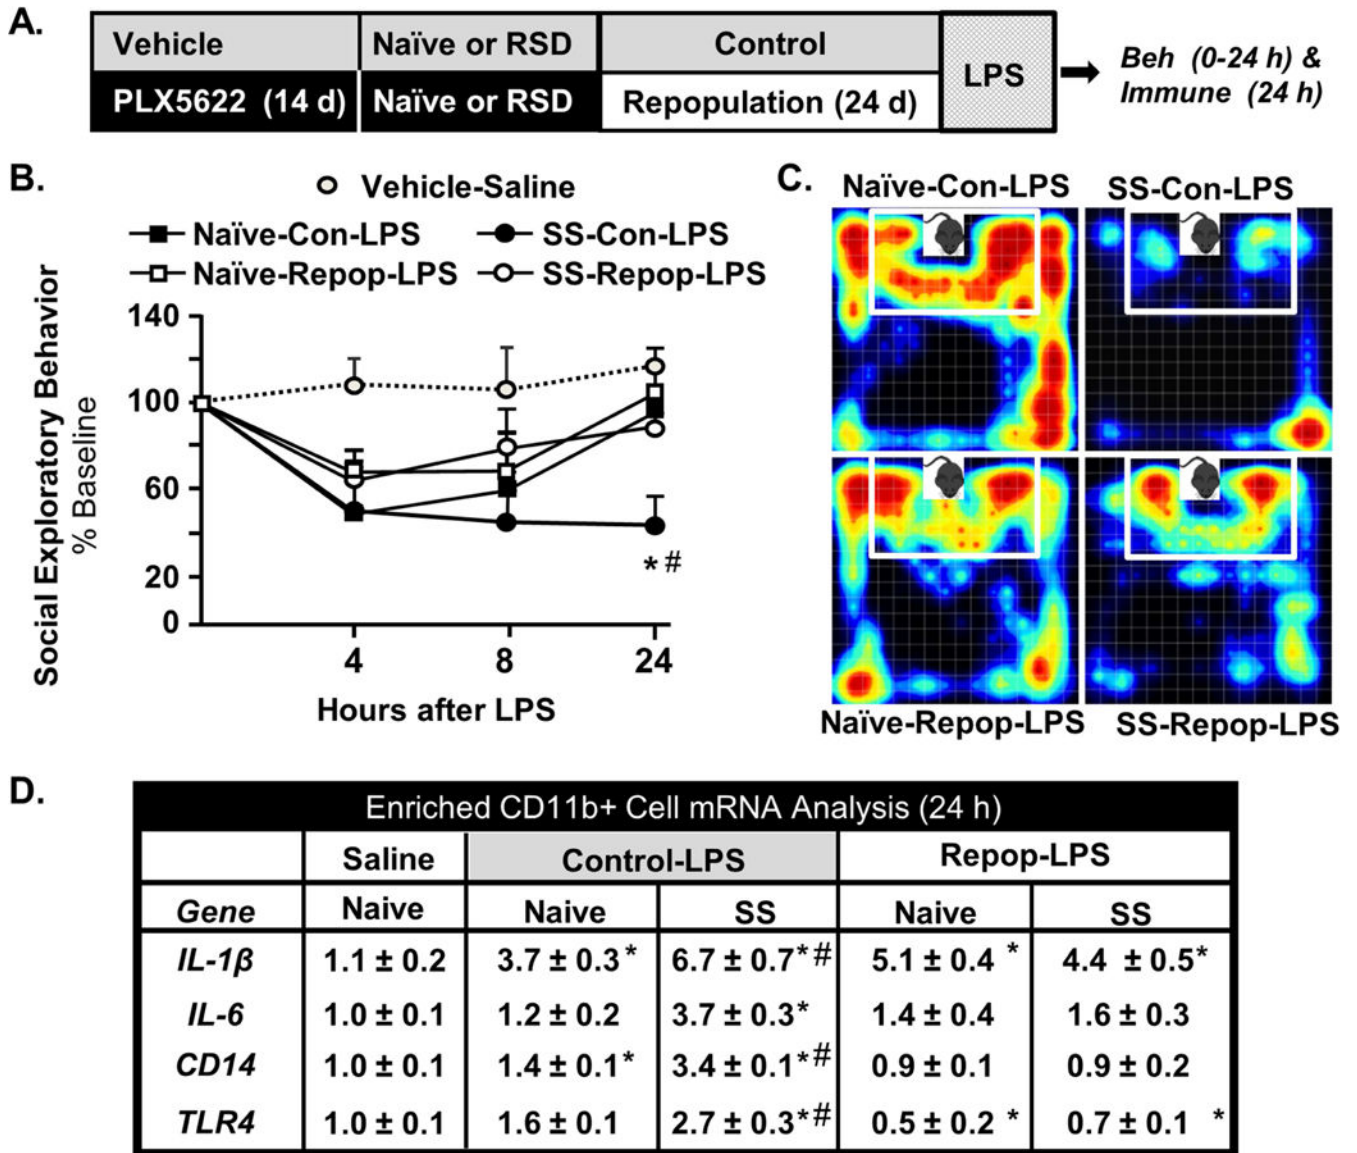 A.
Vehicle Naïve or RSD Control
PLX5622 (14 d) Naïve or RSD Repopulation (24 d)
LPS
Beh (0-24 h) &
Immune (24 h)
B.
Vehicle-Saline
Naïve-Con-LPS SS-Con-LPS
Naïve-Repop-LPS SS-Repop-LPS
Social Exploratory Behavior
% Baseline
140
100
60
20
0
* #
4 8 24
Hours after LPS
C.
Naïve-Con-LPS SS-Con-LPS
Naïve-Repop-LPS SS-Repop-LPS
D.
Enriched CD11b+ Cell mRNA Analysis (24 h)
Saline Control-LPS Repop-LPS
Gene Naive Naive SS Naive SS
IL-1β 1.1 ± 0.2 3.7 ± 0.3 * 6.7 ± 0.7 * # 5.1 ± 0.4 * 4.4 ± 0.5 *
IL-6 1.0 ± 0.1 1.2 ± 0.2 3.7 ± 0.3 * 1.4 ± 0.4 1.6 ± 0.3
CD14 1.0 ± 0.1 1.4 ± 0.1 * 3.4 ± 0.1 * # 0.9 ± 0.1 0.9 ± 0.2
TLR4 1.0 ± 0.1 1.6 ± 0.1 2.7 ± 0.3 * # 0.5 ± 0.2 * 0.7 ± 0.1 *